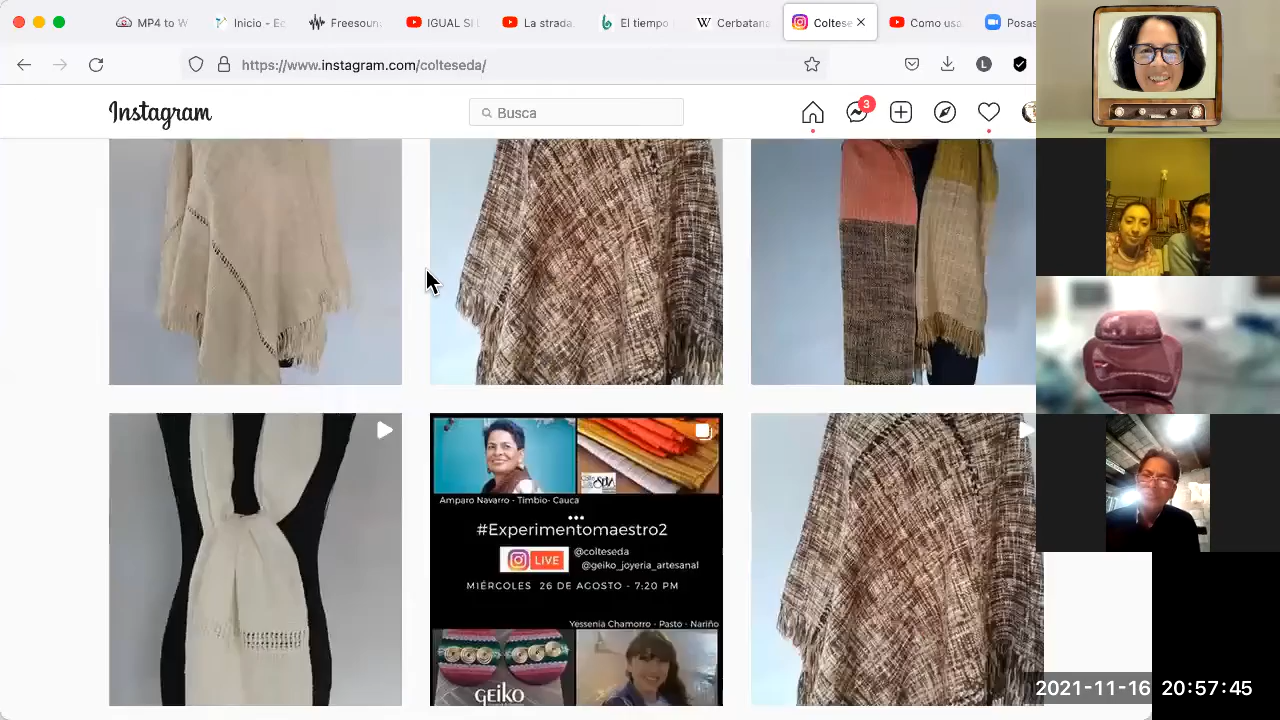 MP4 to W
Inicio - Ec
Freesoun
IGUAL SI L
La strada
El tiempo
Cerbatana
Coltese
Como usa
Posas
https://www.instagram.com/colteseda/
L
Instagram
Busca
3
Amparo Navarro - Timbío- Cauca
#Experimentomaestro2
LIVE
@colteseda
@geiko_joyeria_artesanal
MIÉRCOLES 26 DE AGOSTO - 7:20 PM
Yessenia Chamorro - Pasto - Nariño
GEIKO
2021-11-16 20:57:45